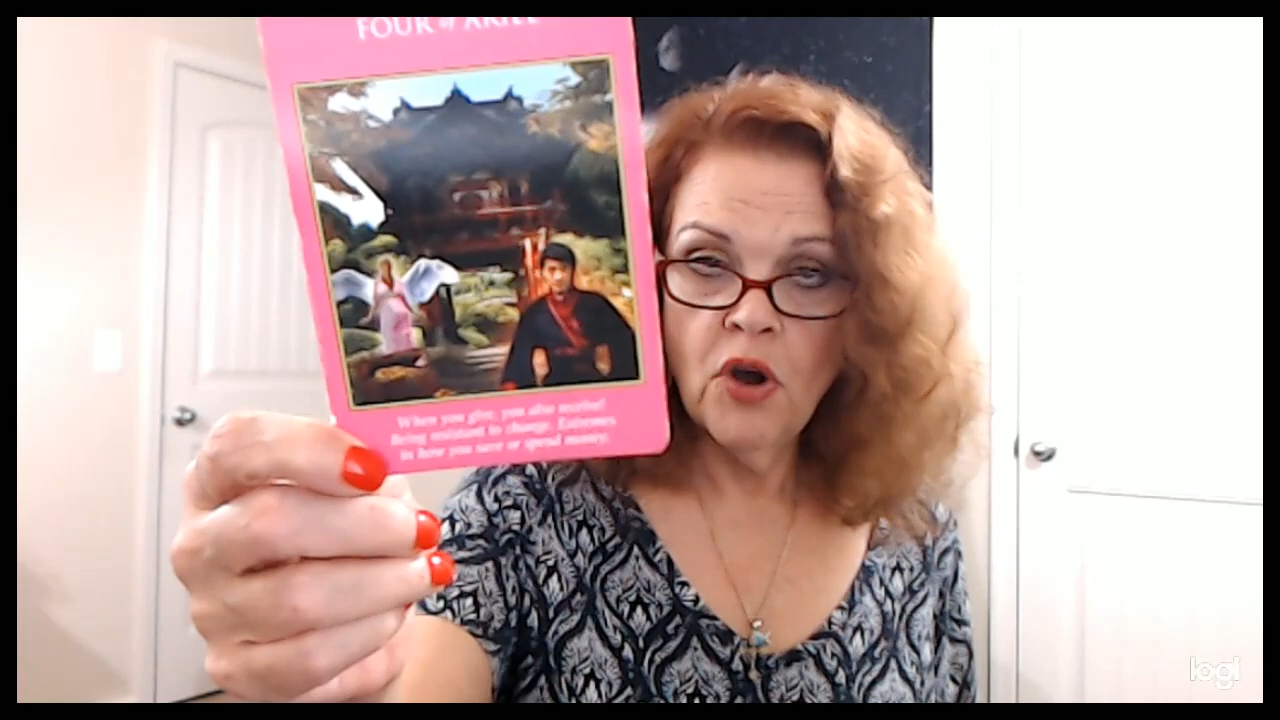 FOUR of ARIEL
When you give, you also receive!
Being resistant to change. Extremes
in how you save or spend money.
logi